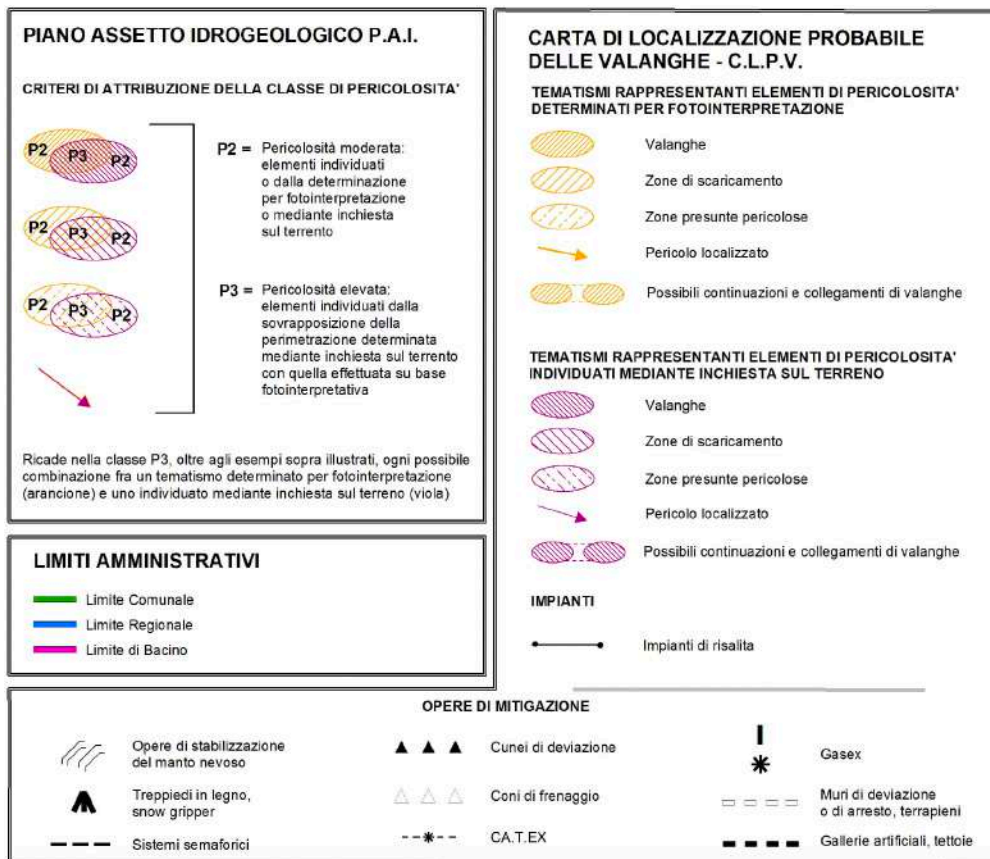 PIANO ASSETTO IDROGEOLOGICO P.A.I.
CRITERI DI ATTRIBUZIONE DELLA CLASSE DI PERICOLOSITA'
P2 P3 P2
P2 P3 P2
P2 P3 P2
P2 = Pericolosità moderata:
elementi individuati
o dalla determinazione
per fotointerpretazione
o mediante inchiesta
sul terrento
P3 = Pericolosità elevata:
elementi individuati dalla
sovrapposizione della
perimetrazione determinata
mediante inchiesta sul terrento
con quella effettuata su base
fotointerpretativa
Ricade nella classe P3, oltre agli esempi sopra illustrati, ogni possibile
combinazione fra un tematismo determinato per fotointerpretazione
(arancione) e uno individuato mediante inchiesta sul terreno (viola)
LIMITI AMMINISTRATIVI
Limite Comunale
Limite Regionale
Limite di Bacino
CARTA DI LOCALIZZAZIONE PROBABILE
DELLE VALANGHE - C.L.P.V.
TEMATISMI RAPPRESENTANTI ELEMENTI DI PERICOLOSITA'
DETERMINATI PER FOTOINTERPRETAZIONE
Valanghe
Zone di scaricamento
Zone presunte pericolose
Pericolo localizzato
Possibili continuazioni e collegamenti di valanghe
TEMATISMI RAPPRESENTANTI ELEMENTI DI PERICOLOSITA'
INDIVIDUATI MEDIANTE INCHIESTA SUL TERRENO
Valanghe
Zone di scaricamento
Zone presunte pericolose
Pericolo localizzato
Possibili continuazioni e collegamenti di valanghe
IMPIANTI
Impianti di risalita
OPERE DI MITIGAZIONE
Opere di stabilizzazione
del manto nevoso
Treppiedi in legno,
snow gripper
Sistemi semaforici
Cunei di deviazione
Coni di frenaggio
CA.T.EX
Gasex
Muri di deviazione
o di arresto, terrapieni
Gallerie artificiali, tettoie